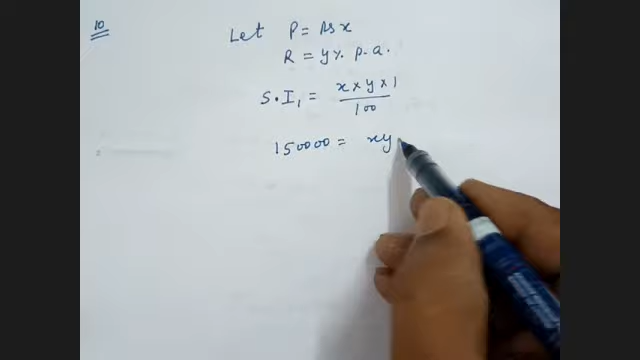 10
Let P = Rs x
R = y% p.a.
S.I₁ = x × y × 1 / 100
150000 = xy